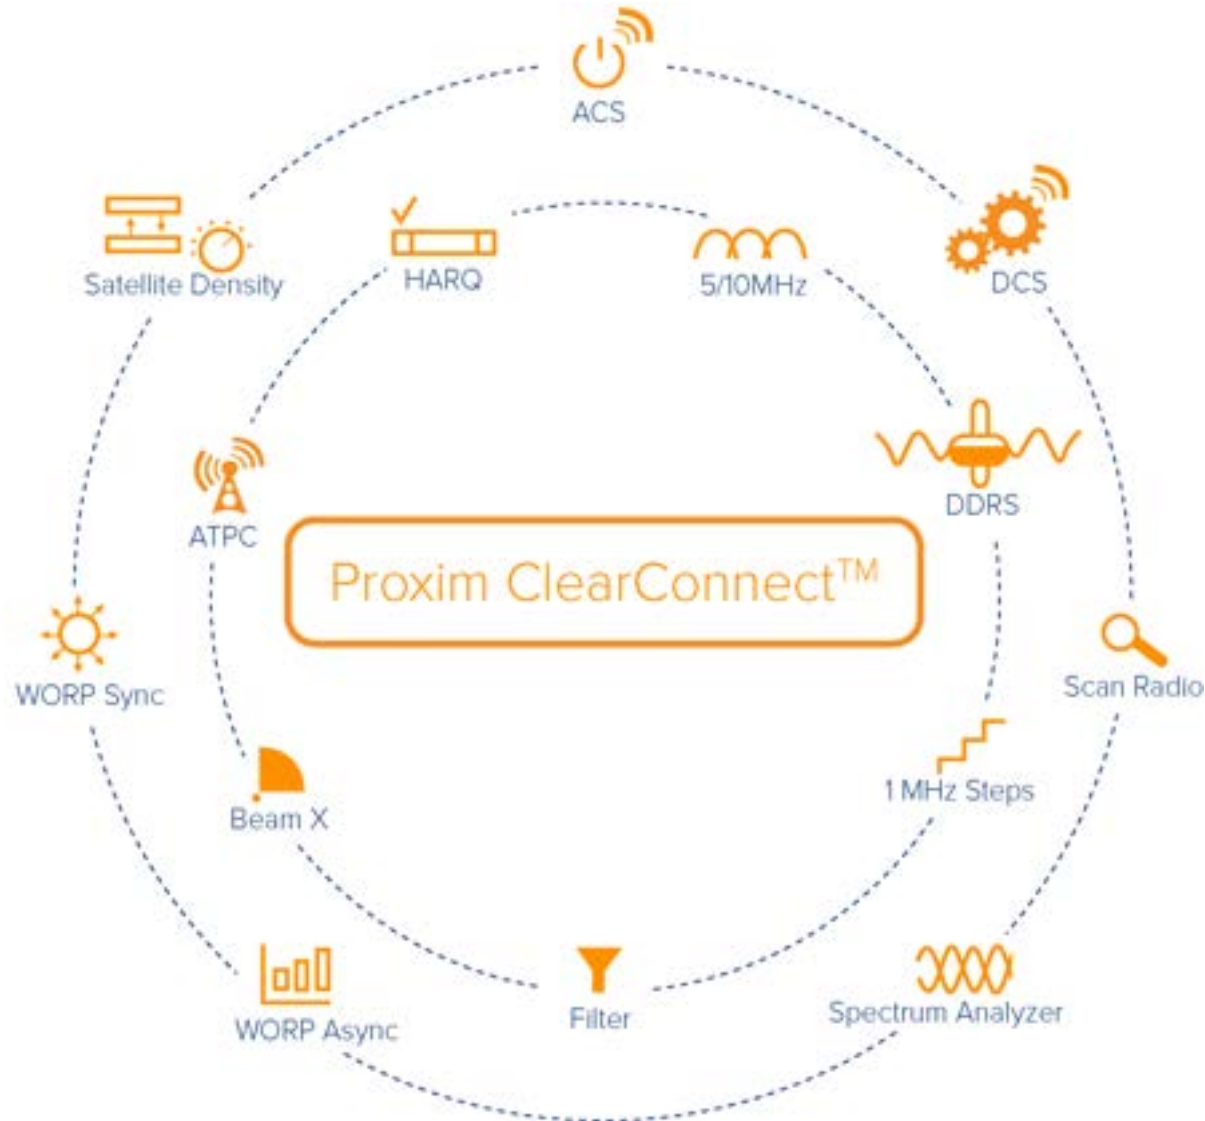 ACS
Satellite Density
HARQ
5/10MHz
DCS
ATPC
DDRS
Proxim ClearConnect™
WORP Sync
Scan Radio
Beam X
1 MHz Steps
WORP Async
Filter
Spectrum Analyzer